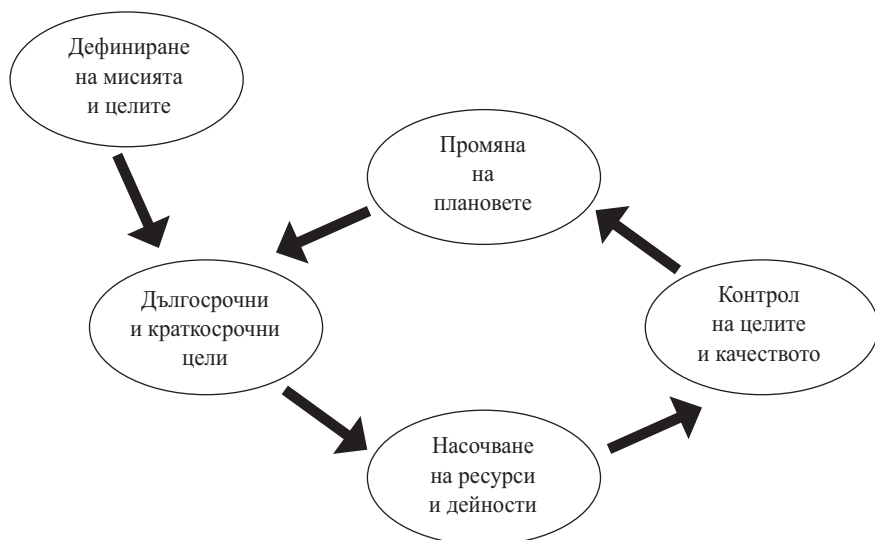 Дефиниране
на мисията
и целите
Промяна
на
плановете
Дългосрочни
и краткосрочни
цели
Контрол
на целите
и качеството
Насочване
на ресурси
и дейности